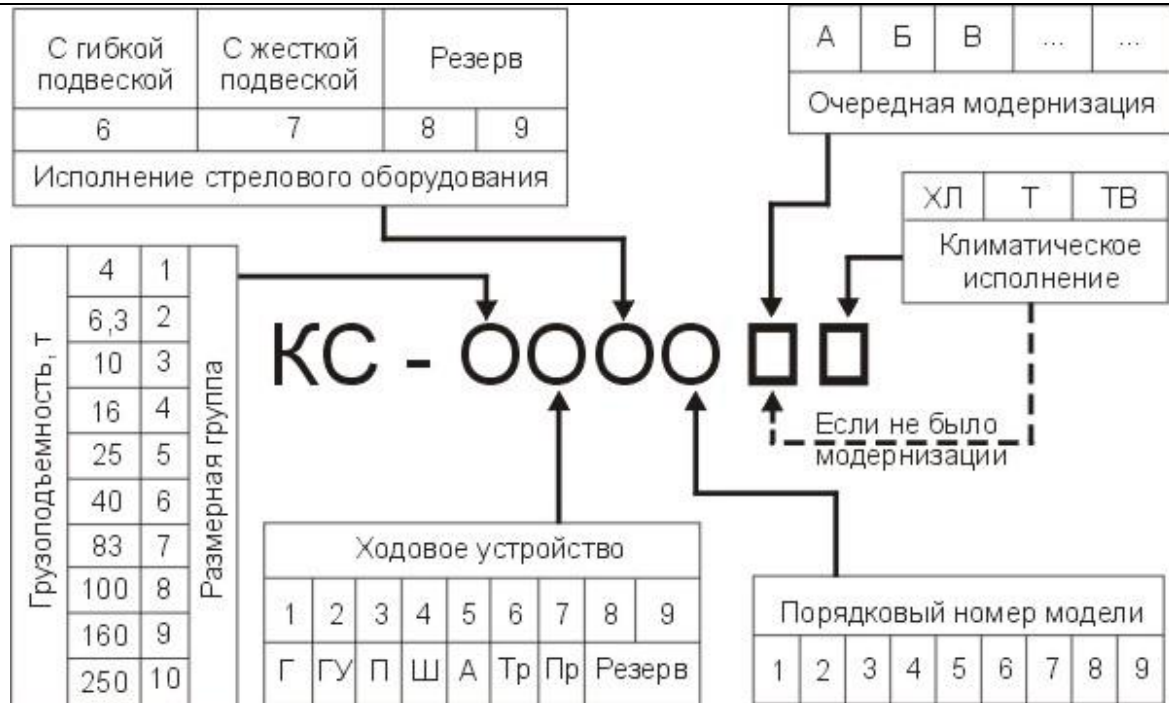 С гибкой подвеской
С жесткой подвеской
Резерв
6 7 8 9
Исполнение стрелового оборудования
А Б В ... ...
Очередная модернизация
ХЛ Т ТВ
Климатическое
исполнение
Грузоподъемность, т
4 1
6,3 2
10 3
16 4
25 5
40 6
83 7
100 8
160 9
250 10
Размерная группа
КС - ОООО □ □
Если не было
модернизации
Ходовое устройство
1 2 3 4 5 6 7 8 9
Г ГУ П Ш А Тр Пр Резерв
Порядковый номер модели
1 2 3 4 5 6 7 8 9